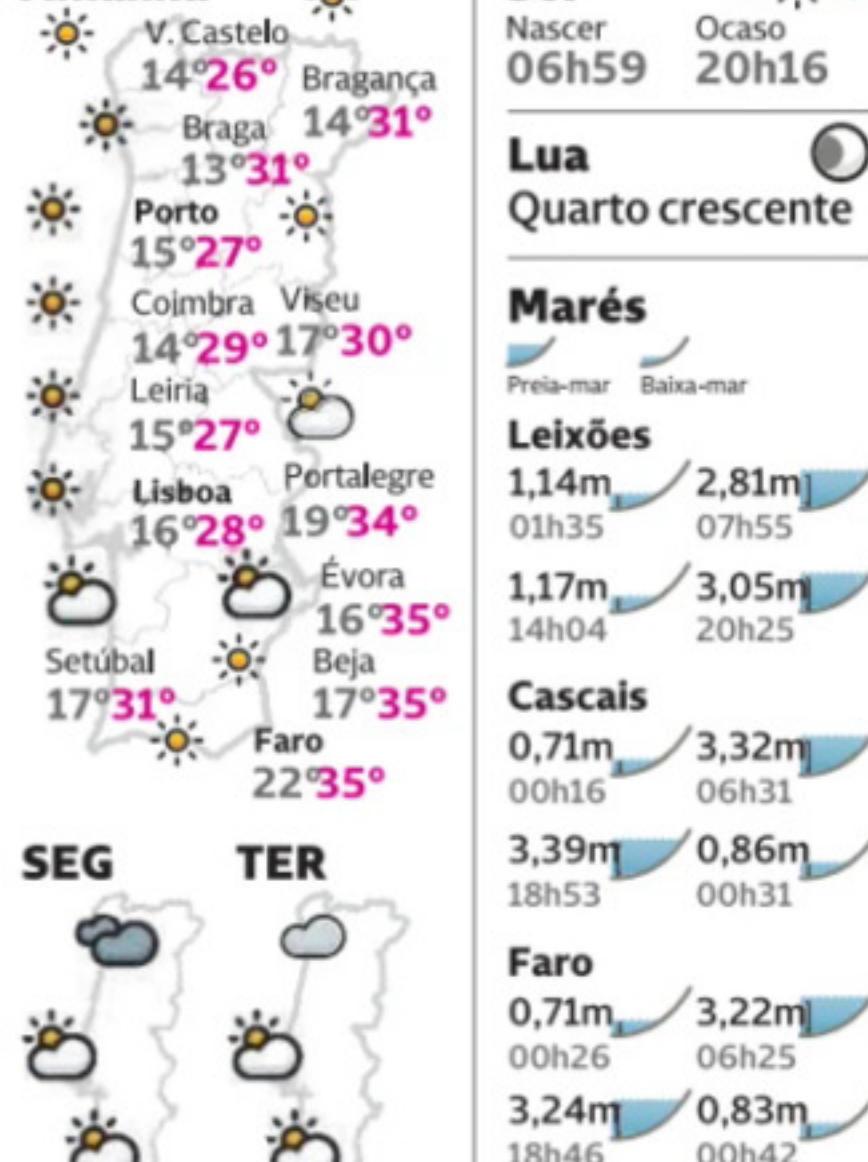 V. Castelo
14° 26°
Bragança
14° 31°
Braga
13° 31°
Porto
15° 27°
Coimbra
14° 29°
Viseu
17° 30°
Leiria
15° 27°
Lisboa
16° 28°
Portalegre
19° 34°
Évora
16° 35°
Setúbal
17° 31°
Beja
17° 35°
Faro
22° 35°
SEG TER
Nascer Ocaso
06h59 20h16
Lua
Quarto crescente
Marés
Preia-mar Baixa-mar
Leixões
1,14m 2,81m
01h35 07h55
1,17m 3,05m
14h04 20h25
Cascais
0,71m 3,32m
00h16 06h31
3,39m 0,86m
18h53 00h31
Faro
0,71m 3,22m
00h26 06h25
3,24m 0,83m
18h46 00h42